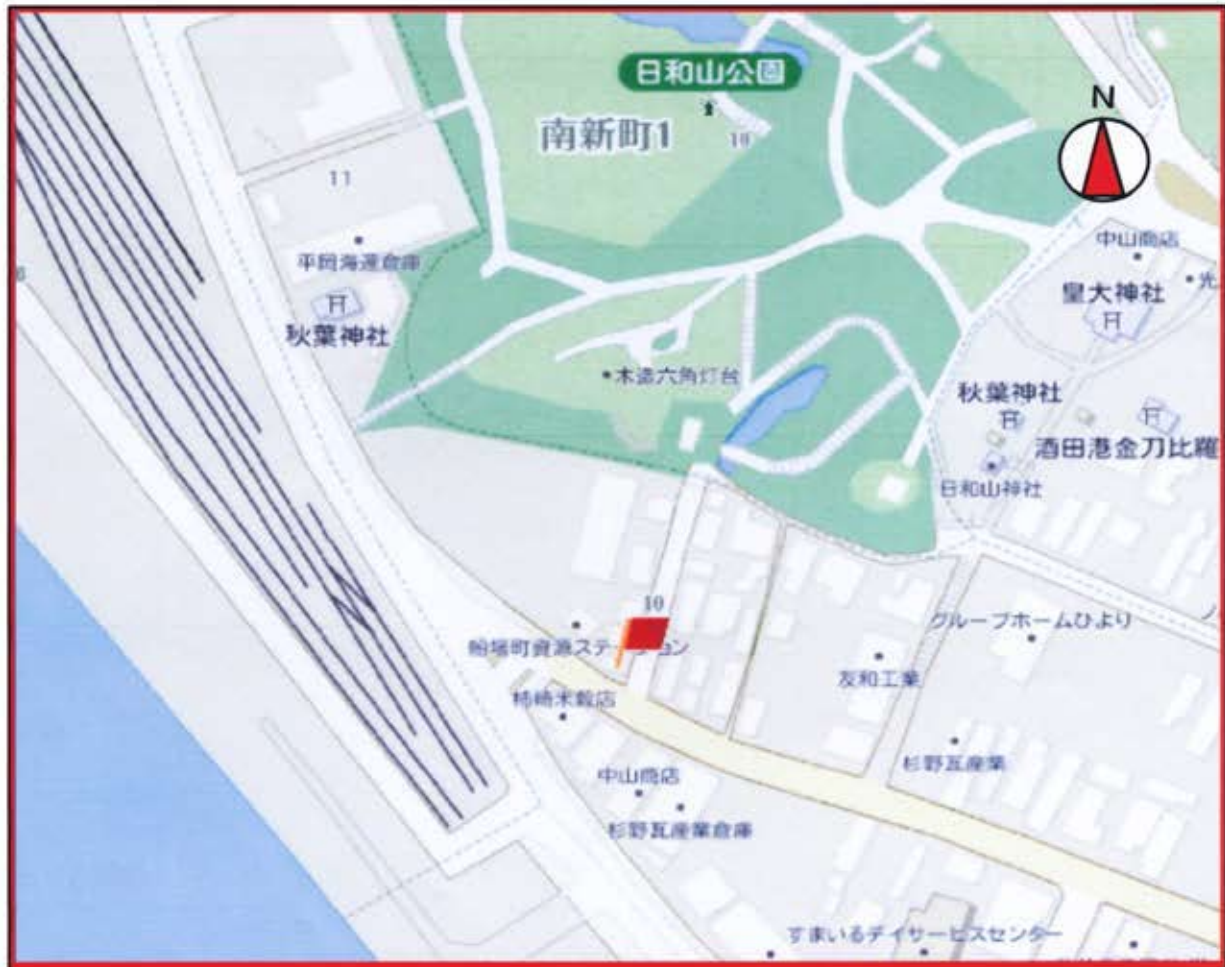 日和山公園
N
南新町1
10
11
中山商店
平岡海運倉庫
光
皇大神社
秋葉神社
木造六角灯台
秋葉神社
酒田港金刀比羅
日和山神社
10
グループホームひより
船場町資源ステーション
友和工業
柿崎米穀店
杉野瓦産業
中山商店
杉野瓦産業倉庫
すまいるデイサービスセンター